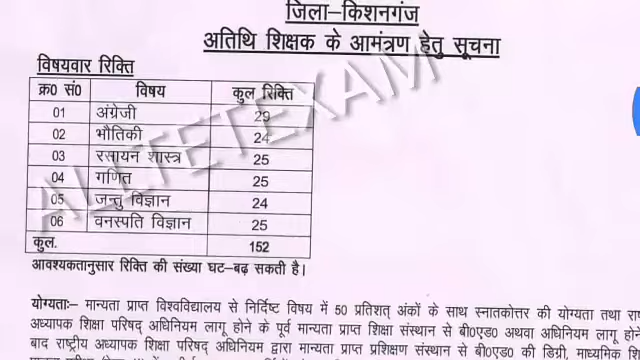 जिला–किशनगंज
अतिथि शिक्षक के आमंत्रण हेतु सूचना
विषयवार रिक्ति
क्र0 सं0 विषय कुल रिक्ति
01 अंग्रेजी 29
02 भौतिकी 24
03 रसायन शास्त्र 25
04 गणित 25
05 जन्तु विज्ञान 24
06 वनस्पति विज्ञान 25
कुल. 152
आवश्यकतानुसार रिक्ति की संख्या घट–बढ़ सकती है।
योग्यताः– मान्यता प्राप्त विश्वविद्यालय से निर्दिष्ट विषय में 50 प्रतिशत् अंकों के साथ स्नातकोत्तर की योग्यता तथा
अध्यापक शिक्षा परिषद् अधिनियम लागू होने के पूर्व मान्यता प्राप्त शिक्षा संस्थान से बी0एड0 अथवा अधिनियम लागू
बाद राष्ट्रीय अध्यापक शिक्षा परिषद् अधिनियम द्वारा मान्यता प्राप्त प्रशिक्षण संस्थान से बी0एड0 की डिग्री माध्यमिक
ALLTETEXAM